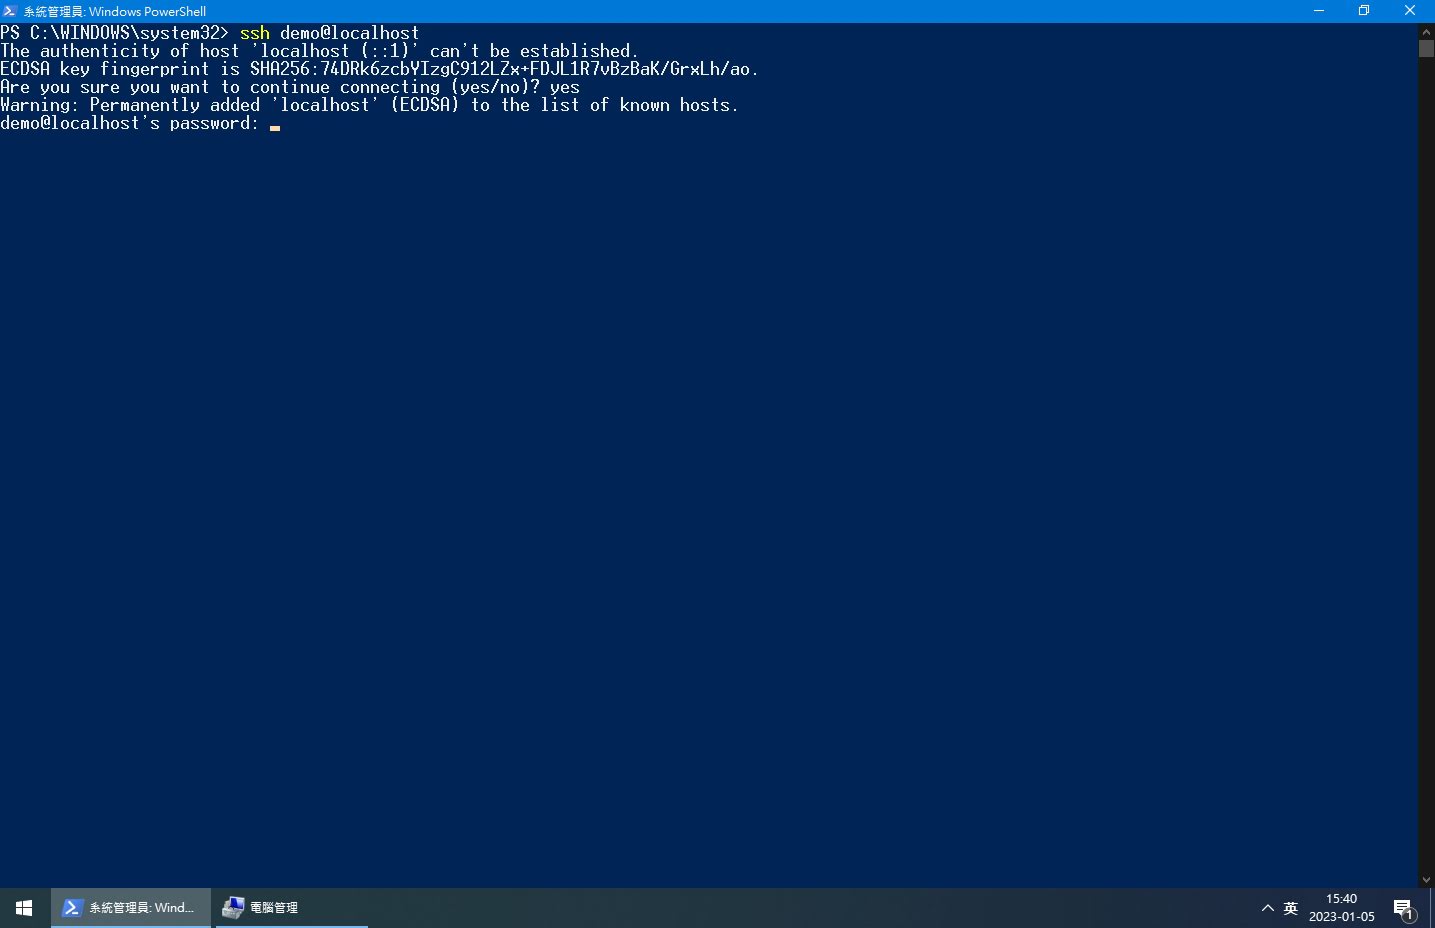 系統管理員: Windows PowerShell
PS C:\WINDOWS\system32> ssh demo@localhost
The authenticity of host 'localhost (::1)' can't be established.
ECDSA key fingerprint is SHA256:74DRk6zcbYIzgC912LZx+FDJL1R7vBzBaK/GrxLh/ao.
Are you sure you want to continue connecting (yes/no)? yes
Warning: Permanently added 'localhost' (ECDSA) to the list of known hosts.
demo@localhost's password:
系統管理員: Wind...
電腦管理
英
15:40
2023-01-05
1